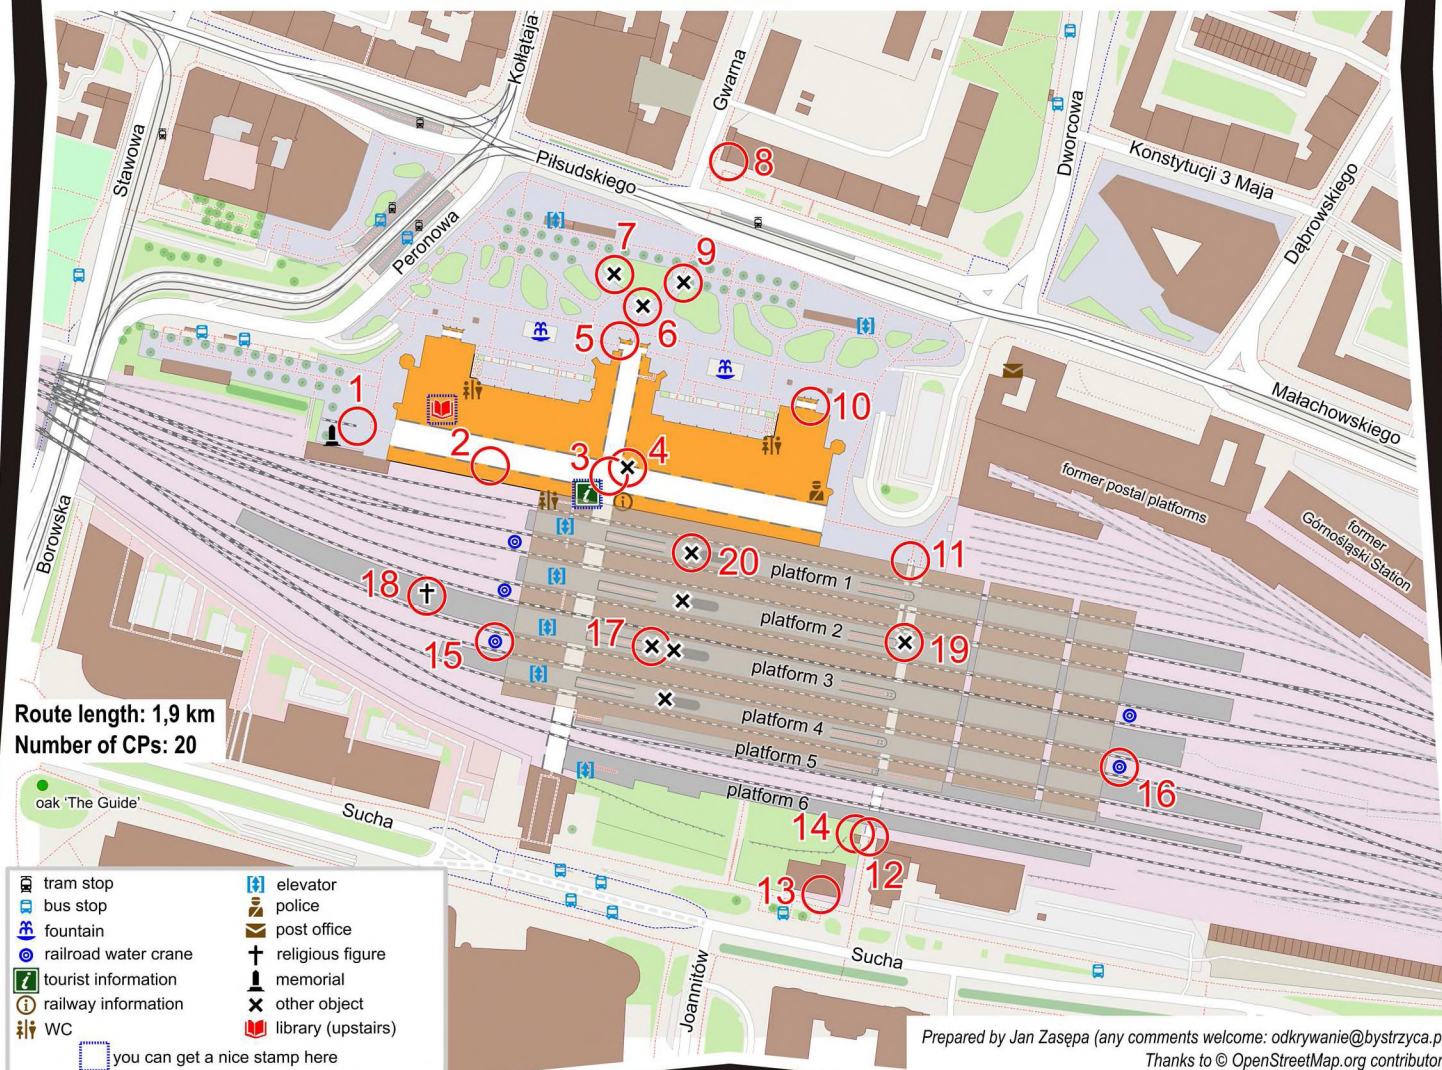 Kołłątaja
Gwarna
Stawowa
Dworcowa
Piłsudskiego
8
Konstytucji 3 Maja
Dąbrowskiego
Peronowa
7
9
5
6
1
10
Małachowskiego
2
3
4
former postal platforms
former
Górnośląski Station
Borowska
11
20
platform 1
18
platform 2
17
19
15
platform 3
Route length: 1,9 km
Number of CPs: 20
platform 4
platform 5
platform 6
16
oak 'The Guide'
Sucha
14
12
13
Sucha
Joannitów
tram stop
bus stop
fountain
railroad water crane
tourist information
railway information
WC
elevator
police
post office
religious figure
memorial
other object
library (upstairs)
you can get a nice stamp here
Prepared by Jan Zasępa (any comments welcome: odkrywanie@bystrzyca.p
Thanks to © OpenStreetMap.org contributor